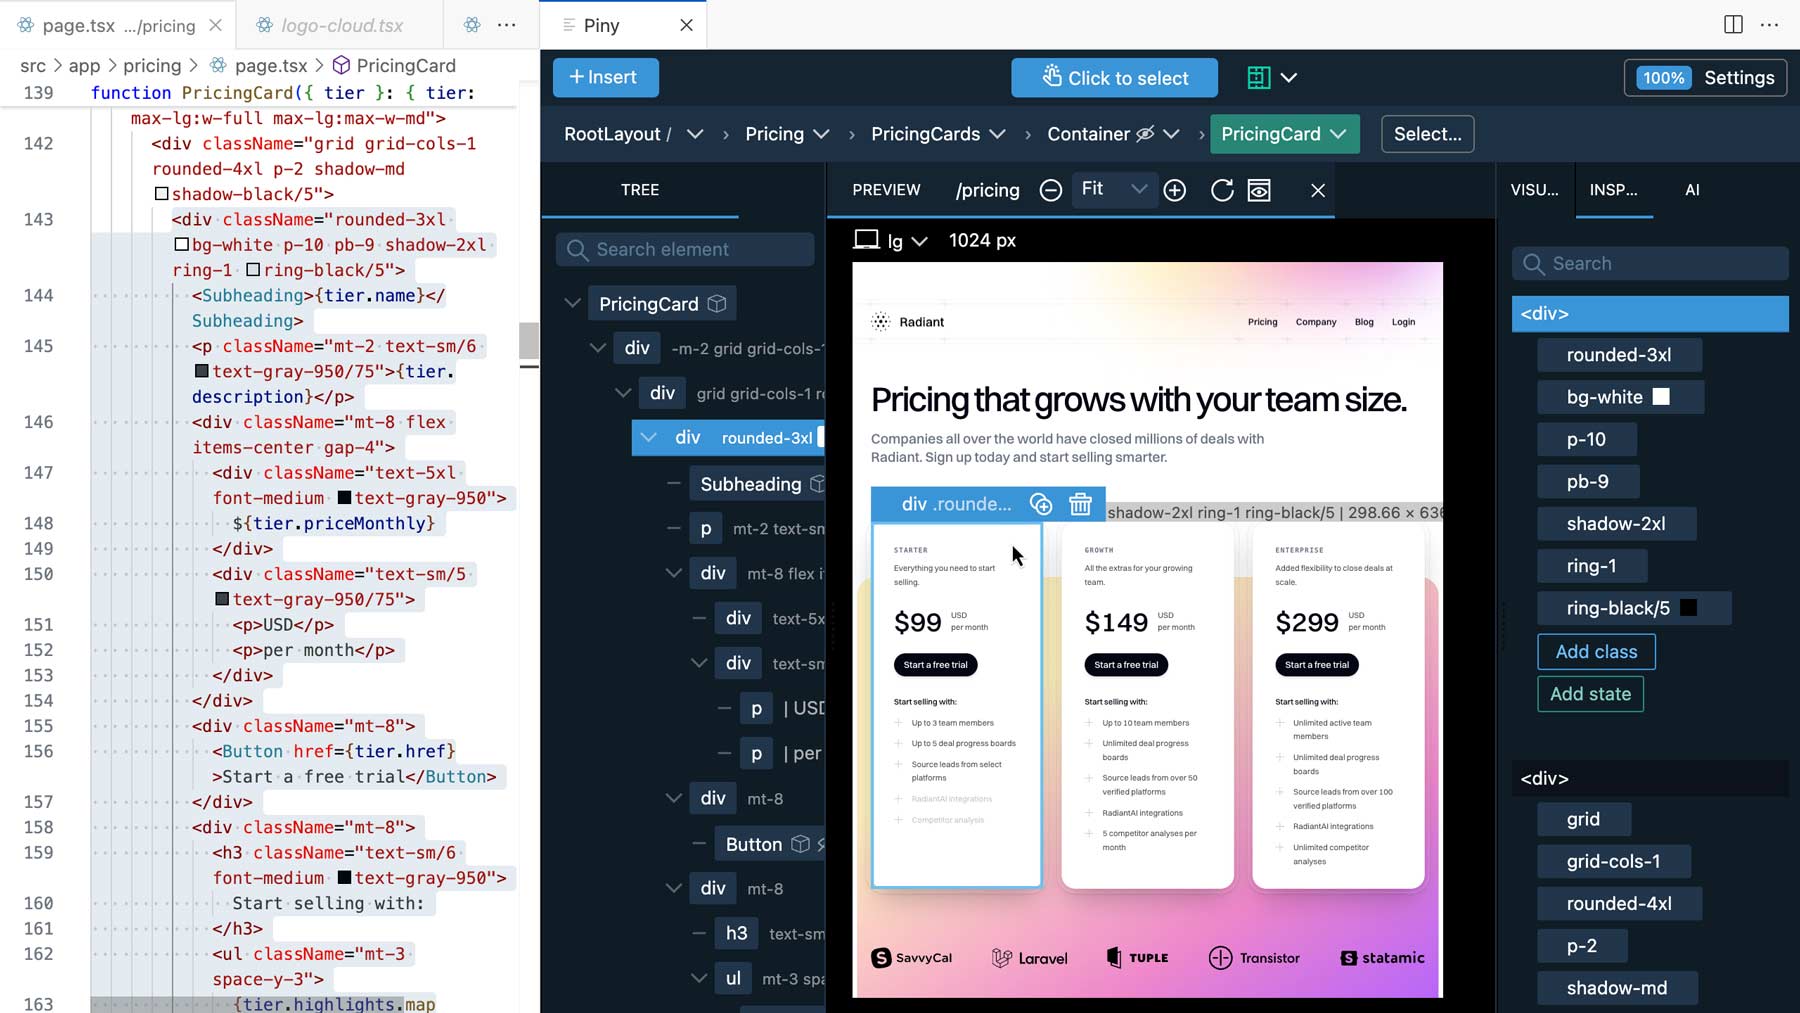 page.tsx .../pricing
logo-cloud.tsx
Piny
src > app > pricing > page.tsx > PricingCard
139 function PricingCard({ tier }: { tier:
max-lg:w-full max-lg:max-w-md">
142 <div className="grid grid-cols-1
rounded-4xl p-2 shadow-md
shadow-black/5">
143 <div className="rounded-3xl
bg-white p-10 pb-9 shadow-2xl
ring-1 ring-black/5">
144 <Subheading>{tier.name}</
Subheading>
145 <p className="mt-2 text-sm/6
text-gray-950/75">{tier.
description}</p>
146 <div className="mt-8 flex
items-center gap-4">
147 <div className="text-5xl
font-medium text-gray-950">
148 ${tier.priceMonthly}
149 </div>
150 <div className="text-sm/5
text-gray-950/75">
151 <p>USD</p>
152 <p>per month</p>
153 </div>
154 </div>
155 <div className="mt-8">
156 <Button href={tier.href}
>Start a free trial</Button>
157 </div>
158 <div className="mt-8">
159 <h3 className="text-sm/6
font-medium text-gray-950">
160 Start selling with:
161 </h3>
162 <ul className="mt-3
space-y-3">
163 {tier.highlights.map
+ Insert
Click to select
100% Settings
RootLayout / > Pricing > PricingCards > Container > PricingCard Select...
TREE
Search element
PricingCard
div -m-2 grid grid-cols-1
div grid grid-cols-1 r
div rounded-3xl
Subheading
p mt-2 text-sm
div mt-8 flex i
div text-5x
div text-sm
p | USD
p | per
div mt-8
Button
div mt-8
h3 text-sm
ul mt-3 spa
PREVIEW /pricing Fit
lg 1024 px
Radiant
Pricing Company Blog Login
Pricing that grows with your team size.
Companies all over the world have closed millions of deals with
Radiant. Sign up today and start selling smarter.
div .rounde...
shadow-2xl ring-1 ring-black/5 | 298.66 × 636
STARTER
Everything you need to start
selling.
$99 USD
per month
Start a free trial
Start selling with:
Up to 3 team members
Up to 5 deal progress boards
Source leads from select
platforms
RadiantAI integrations
Competitor analysis
GROWTH
All the extras for your growing
team.
$149 USD
per month
Start a free trial
Start selling with:
Up to 10 team members
Unlimited deal progress
boards
Source leads from over 50
verified platforms
RadiantAI integrations
5 competitor analyses per
month
ENTERPRISE
Added flexibility to close deals at
scale.
$299 USD
per month
Start a free trial
Start selling with:
Unlimited active team
members
Unlimited deal progress
boards
Source leads from over 100
verified platforms
RadiantAI integrations
Unlimited competitor
analyses
SavvyCal Laravel TUPLE Transistor statamic
VISU... INSP... AI
Search
<div>
rounded-3xl
bg-white
p-10
pb-9
shadow-2xl
ring-1
ring-black/5
Add class
Add state
<div>
grid
grid-cols-1
rounded-4xl
p-2
shadow-md